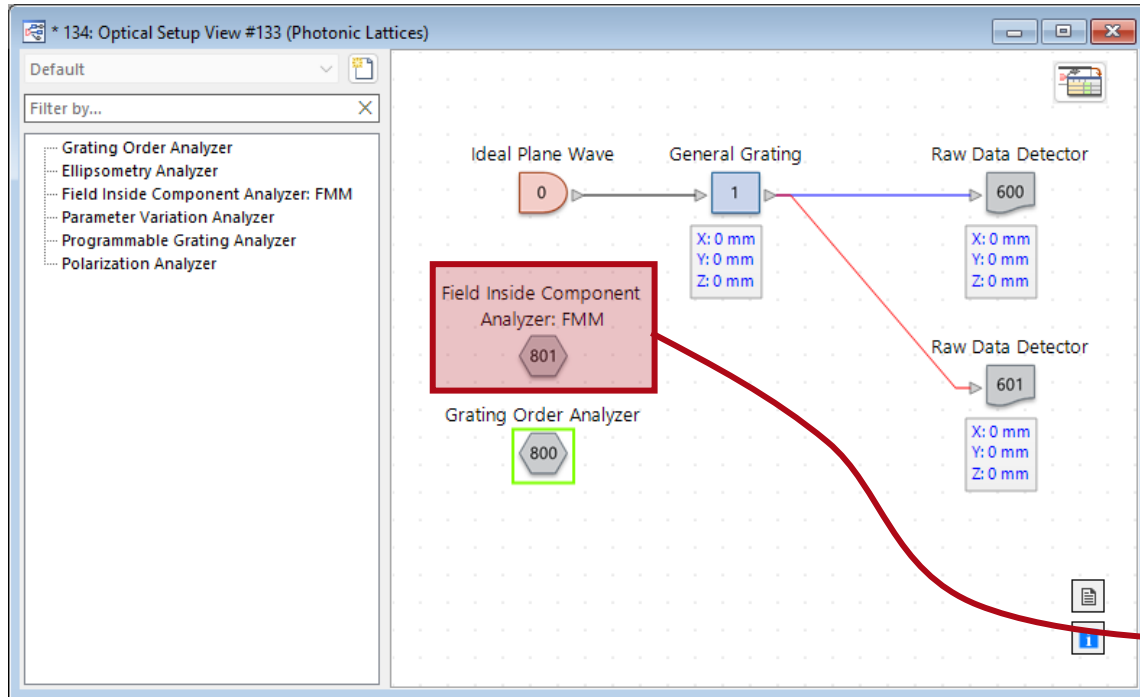 * 134: Optical Setup View #133 (Photonic Lattices)
Default
Filter by...
Grating Order Analyzer
Ellipsometry Analyzer
Field Inside Component Analyzer: FMM
Parameter Variation Analyzer
Programmable Grating Analyzer
Polarization Analyzer
Ideal Plane Wave
0
General Grating
1
X: 0 mm
Y: 0 mm
Z: 0 mm
Raw Data Detector
600
X: 0 mm
Y: 0 mm
Z: 0 mm
Field Inside Component
Analyzer: FMM
801
Raw Data Detector
601
X: 0 mm
Y: 0 mm
Z: 0 mm
Grating Order Analyzer
800